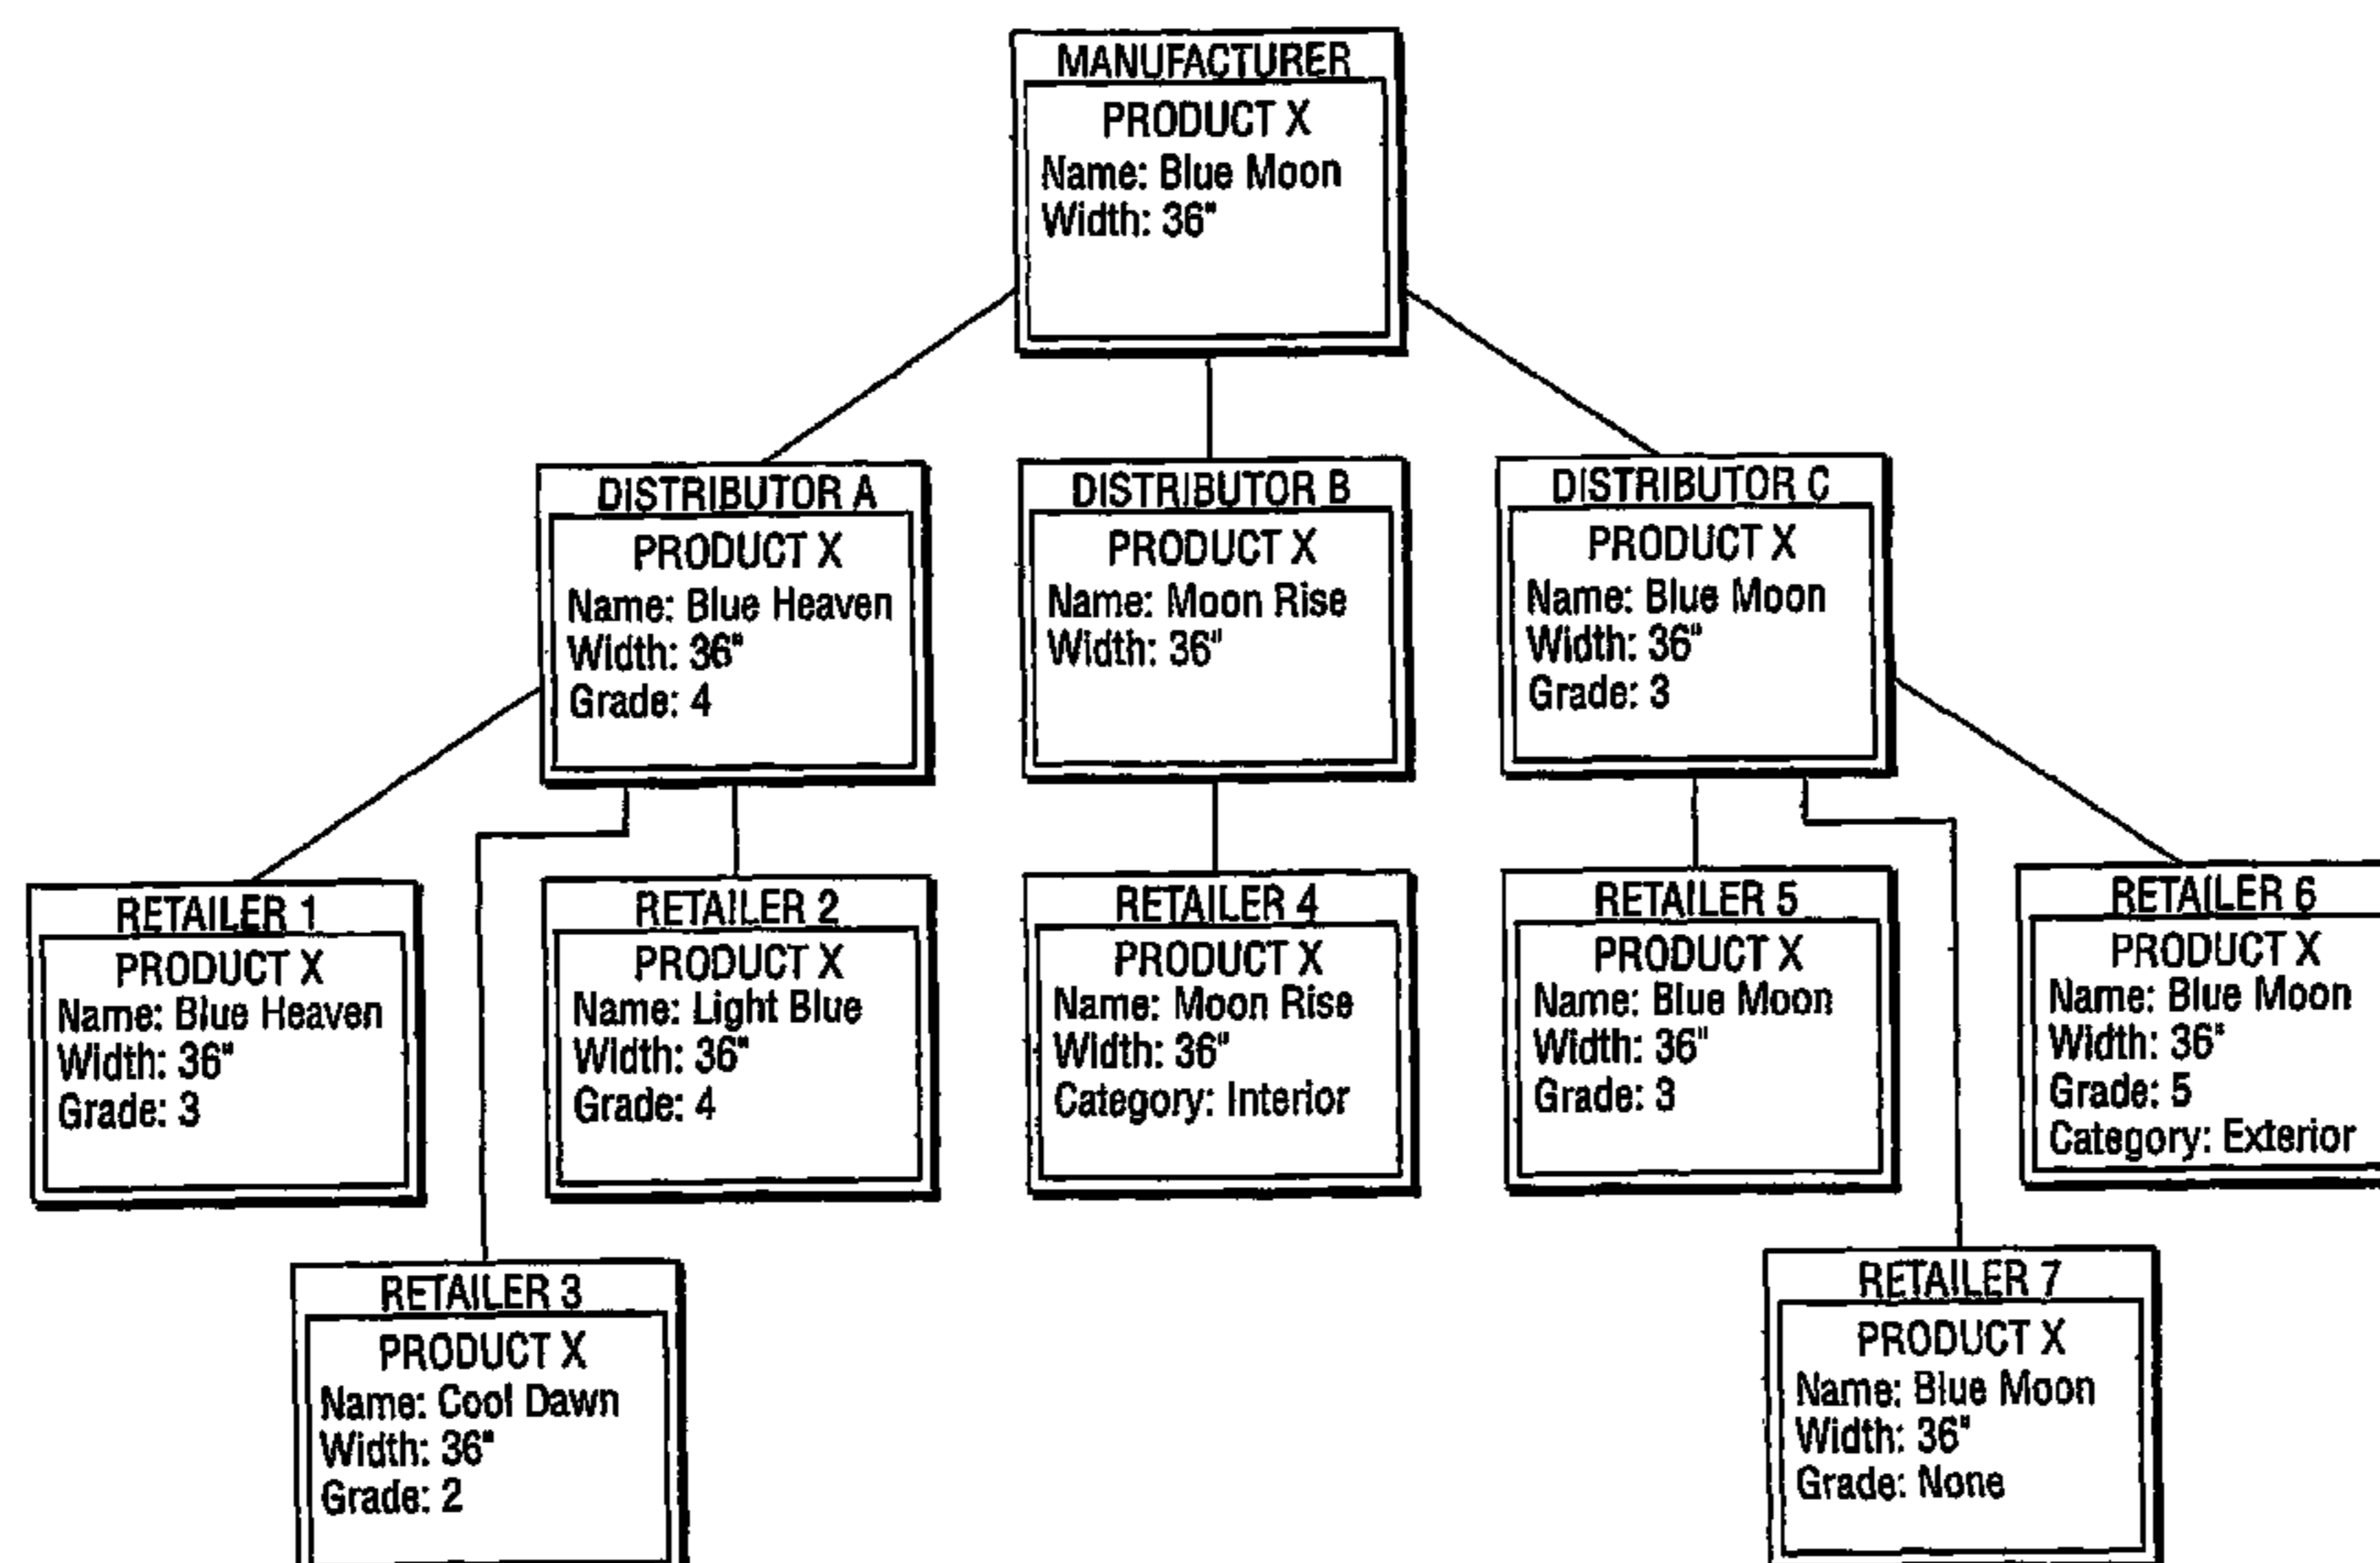 MANUFACTURER
PRODUCT X
Name: Blue Moon
Width: 36"
DISTRIBUTOR A
PRODUCT X
Name: Blue Heaven
Width: 36"
Grade: 4
DISTRIBUTOR B
PRODUCT X
Name: Moon Rise
Width: 36"
DISTRIBUTOR C
PRODUCT X
Name: Blue Moon
Width: 36"
Grade: 3
RETAILER 1
PRODUCT X
Name: Blue Heaven
Width: 36"
Grade: 3
RETAILER 2
PRODUCT X
Name: Light Blue
Width: 36"
Grade: 4
RETAILER 4
PRODUCT X
Name: Moon Rise
Width: 36"
Category: Interior
RETAILER 5
PRODUCT X
Name: Blue Moon
Width: 36"
Grade: 3
RETAILER 6
PRODUCT X
Name: Blue Moon
Width: 36"
Grade: 5
Category: Exterior
RETAILER 3
PRODUCT X
Name: Cool Dawn
Width: 36"
Grade: 2
RETAILER 7
PRODUCT X
Name: Blue Moon
Width: 36"
Grade: None